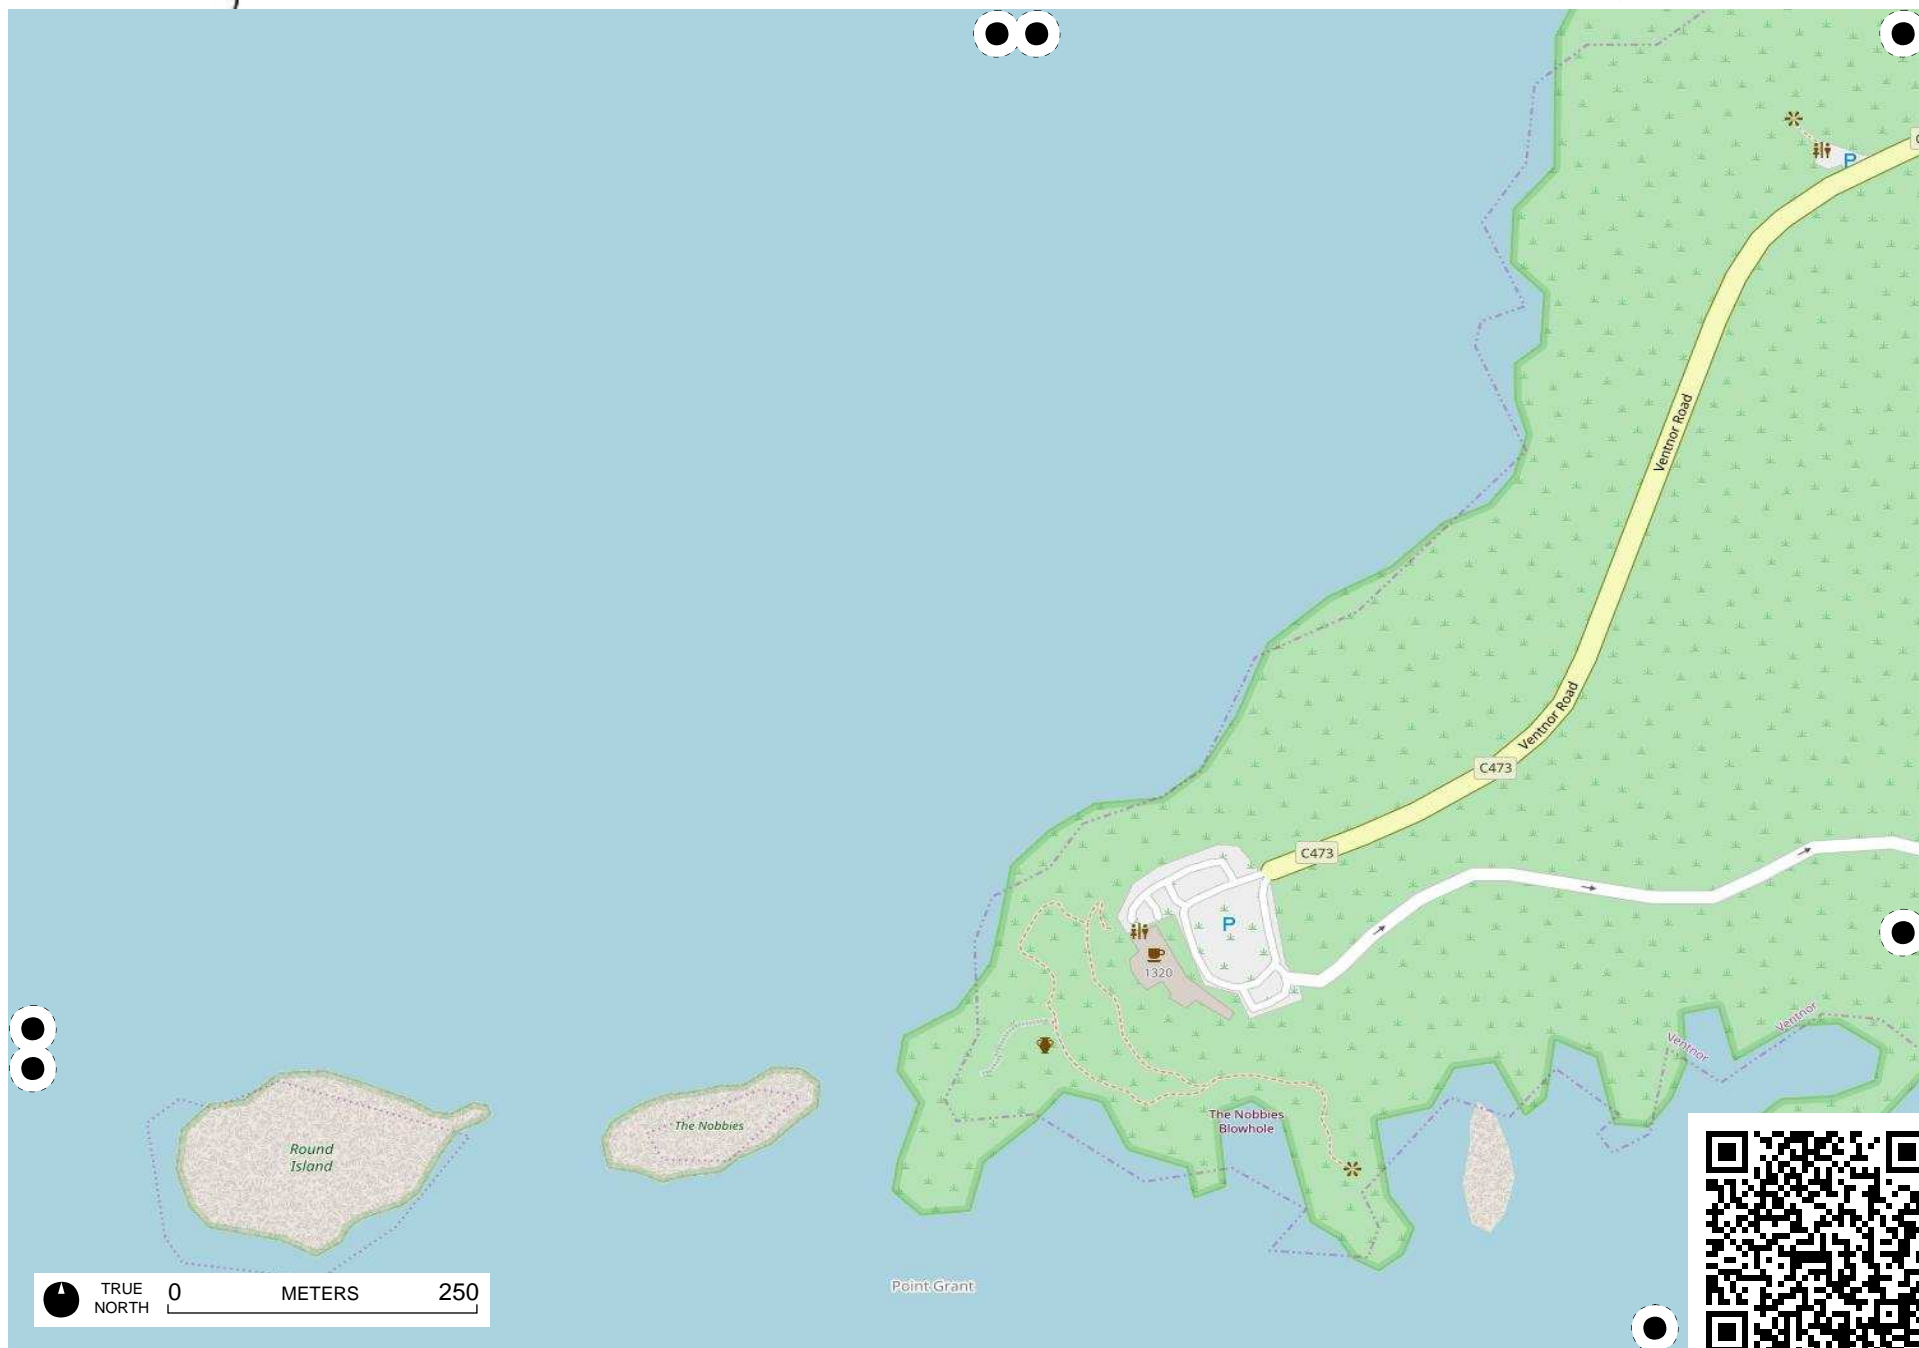 P
Ventnor Road
Ventnor Road
C473
C473
P
1320
Ventnor
Ventnor
The Nobbies
Blowhole
The Nobbies
Round
Island
Point Grant
TRUE
NORTH
0 METERS 250